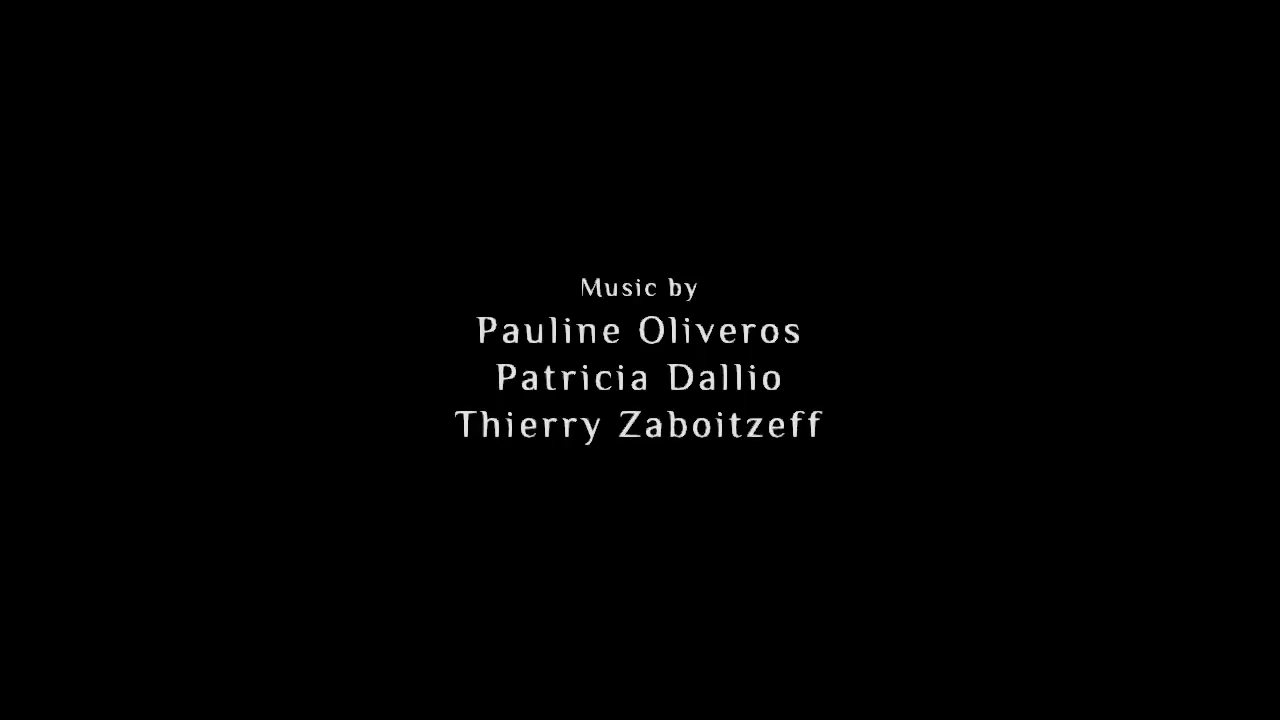 Music by
Pauline Oliveros
Patricia Dallio
Thierry Zaboitzeff